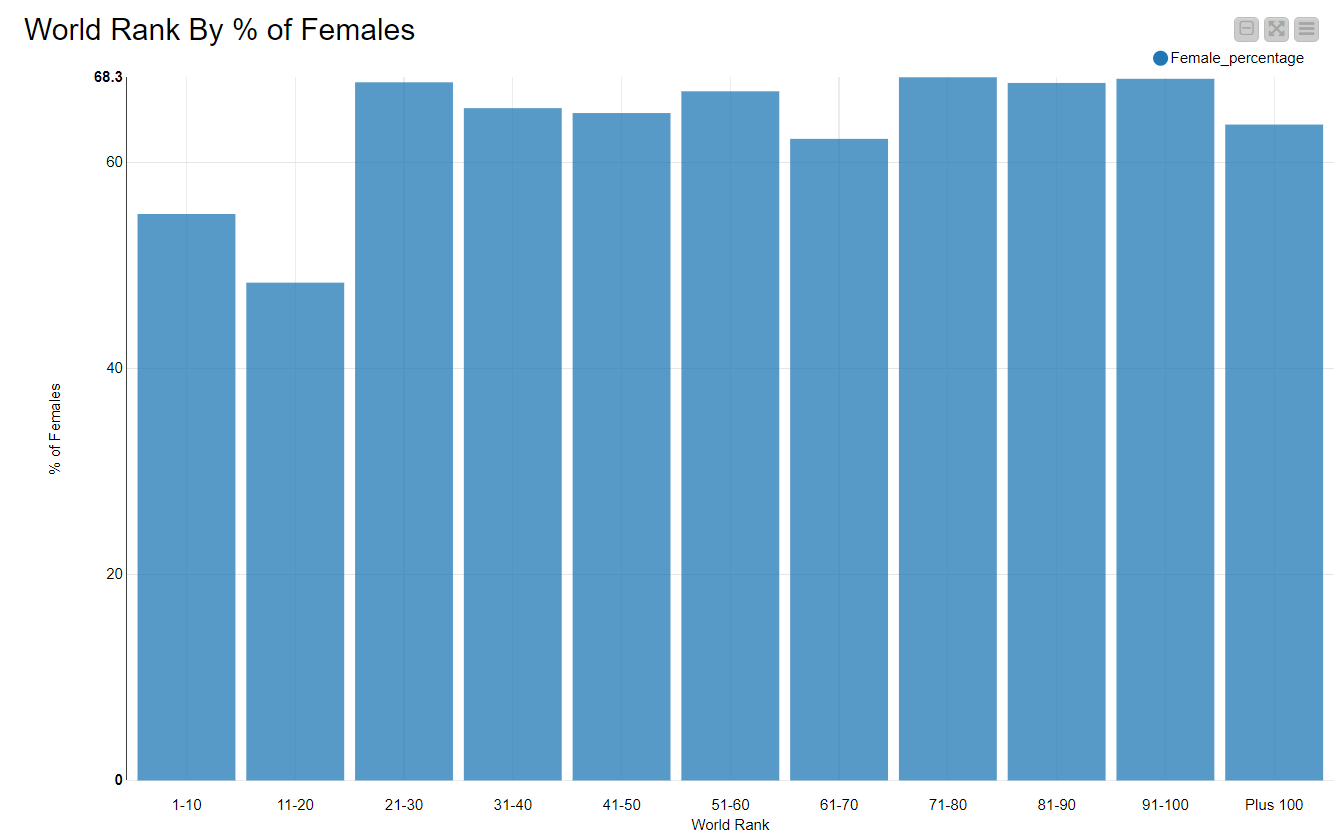 World Rank By % of Females
Female_percentage
68.3
60
40
20
0
% of Females
1-10 11-20 21-30 31-40 41-50 51-60 61-70 71-80 81-90 91-100 Plus 100
World Rank